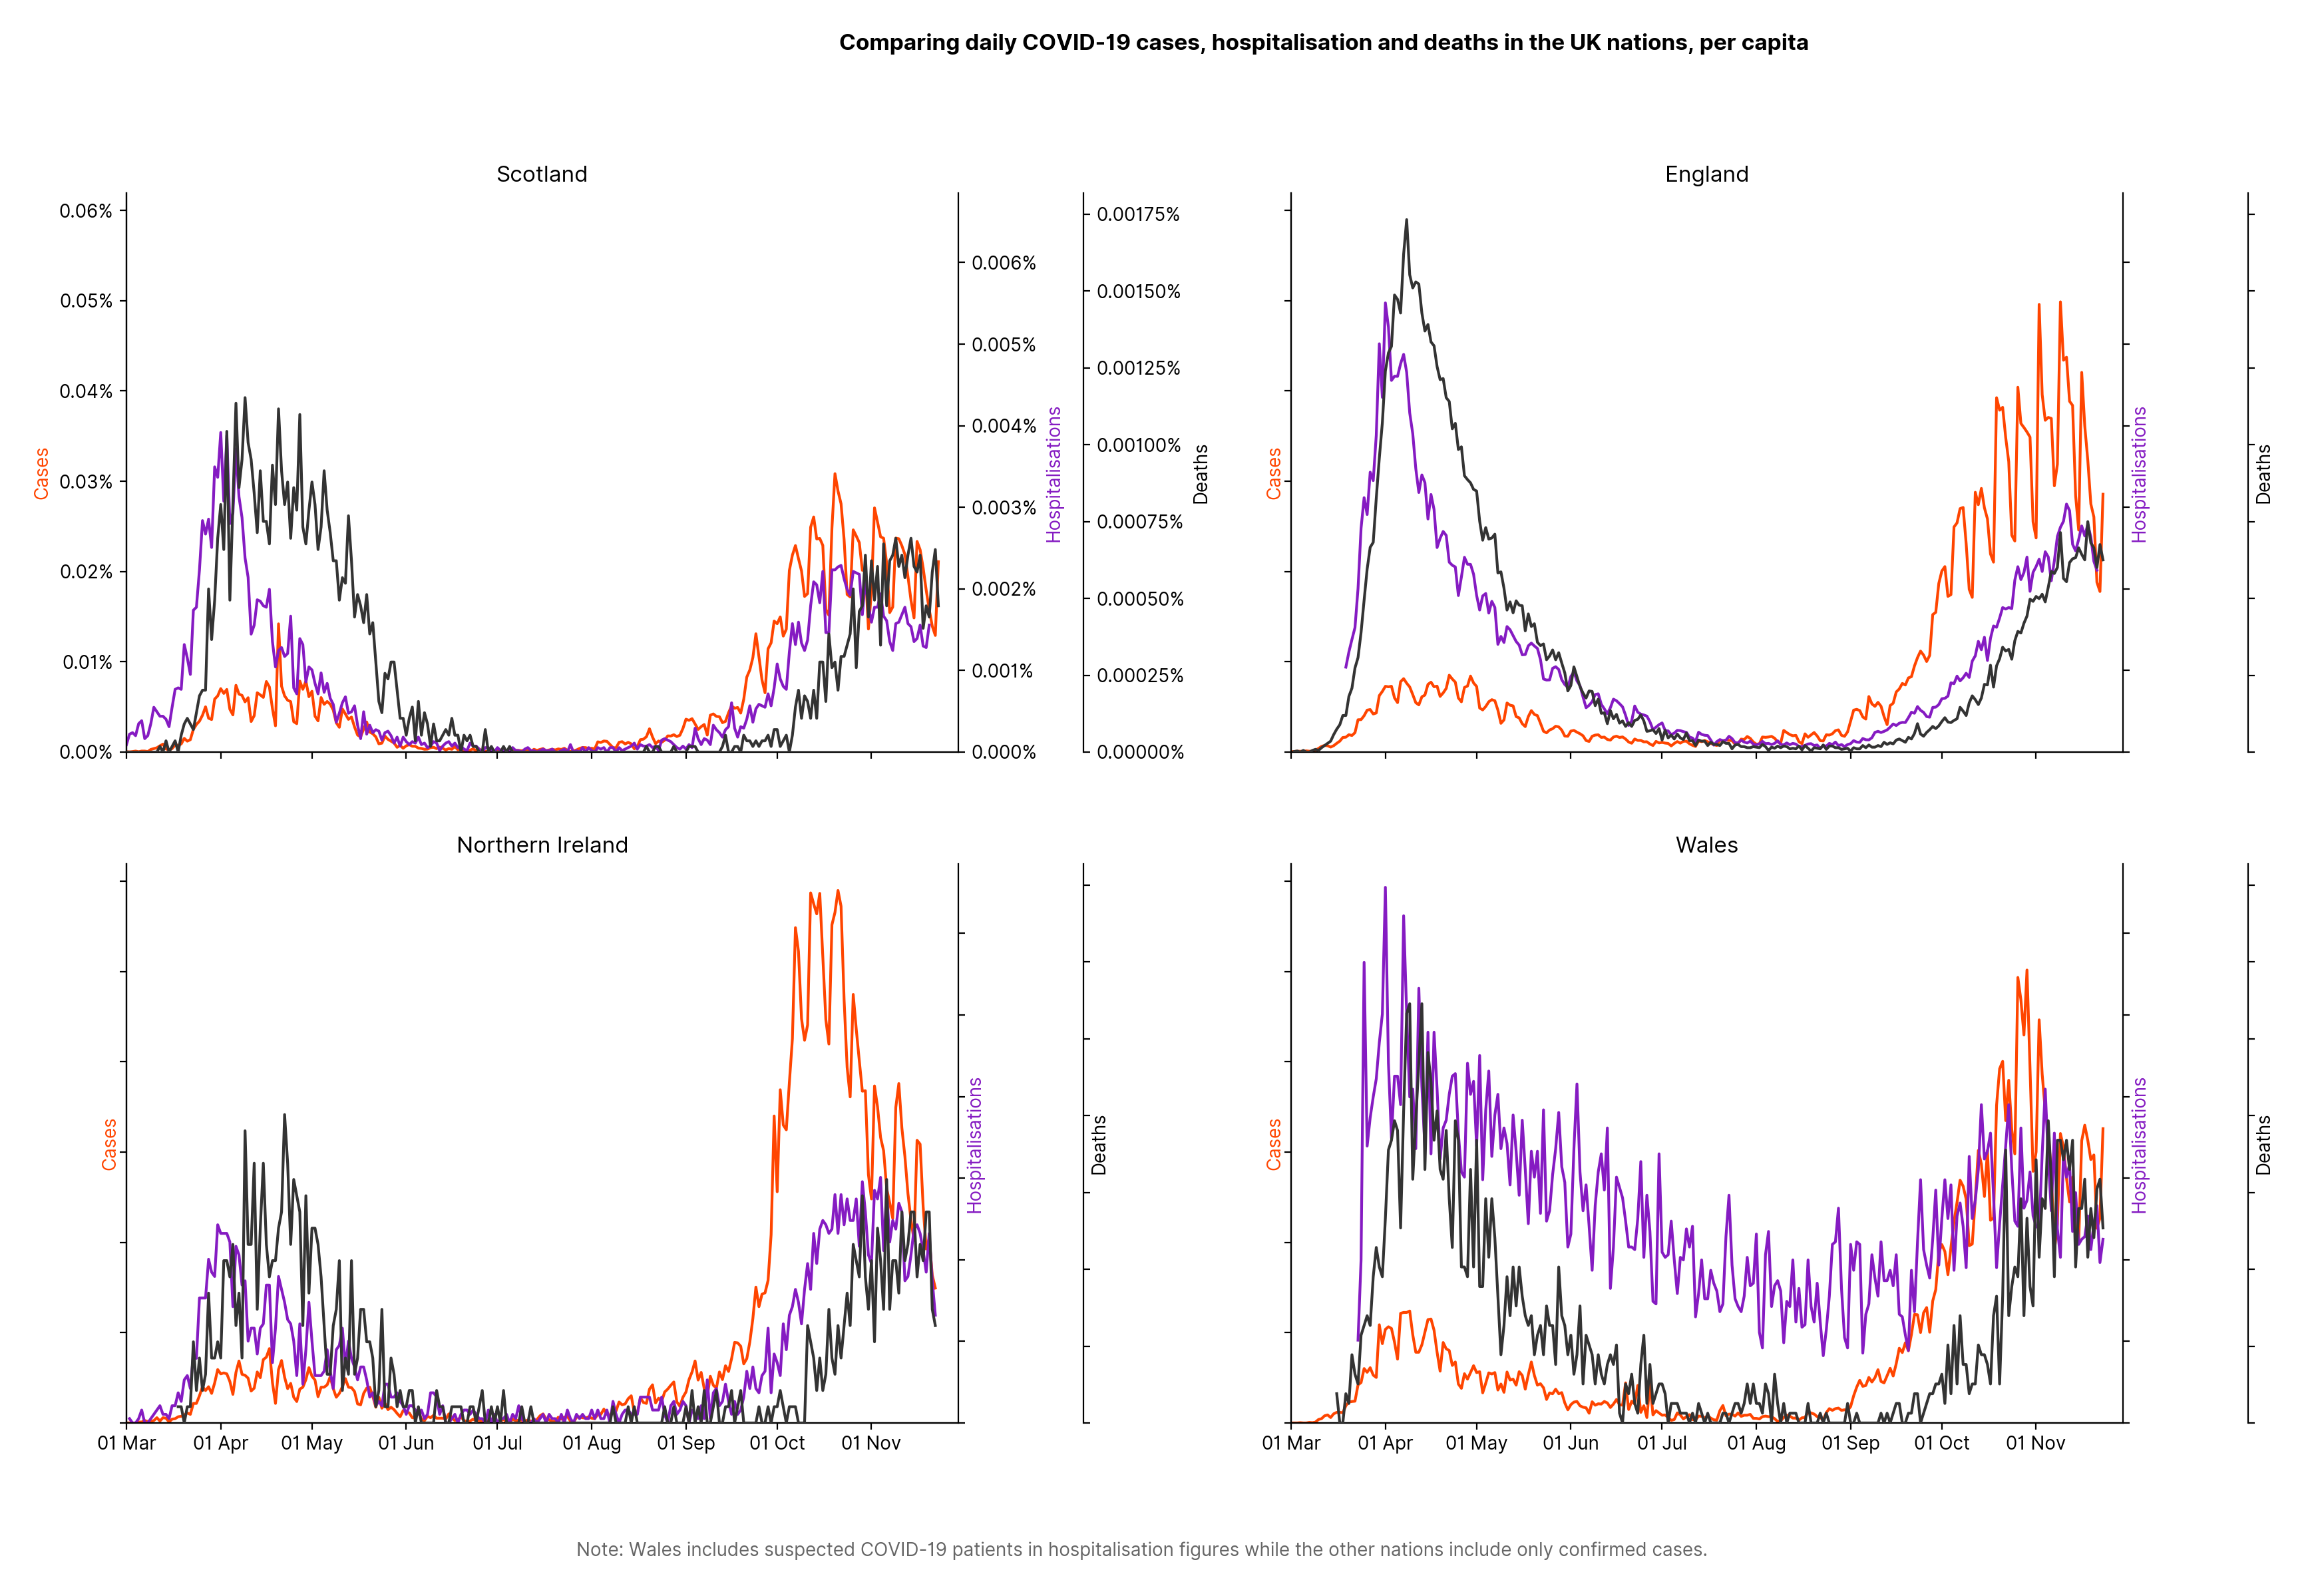 Comparing daily COVID-19 cases, hospitalisation and deaths in the UK nations, per capita
Scotland
0.06%
0.05%
0.04%
0.03%
0.02%
0.01%
0.00%
Cases
0.006%
0.005%
0.004%
0.003%
0.002%
0.001%
0.000%
Hospitalisations
0.00175%
0.00150%
0.00125%
0.00100%
0.00075%
0.00050%
0.00025%
0.00000%
Deaths
England
Cases
Hospitalisations
Deaths
Northern Ireland
Cases
Hospitalisations
Deaths
01 Mar 01 Apr 01 May 01 Jun 01 Jul 01 Aug 01 Sep 01 Oct 01 Nov
Wales
Cases
Hospitalisations
Deaths
01 Mar 01 Apr 01 May 01 Jun 01 Jul 01 Aug 01 Sep 01 Oct 01 Nov
Note: Wales includes suspected COVID-19 patients in hospitalisation figures while the other nations include only confirmed cases.